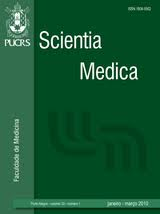 PUCRS
ISSN 1806-5562
Scientia
Medica
Faculdade de Medicina
Porto Alegre - volume 20 - número 1
janeiro - março 2010